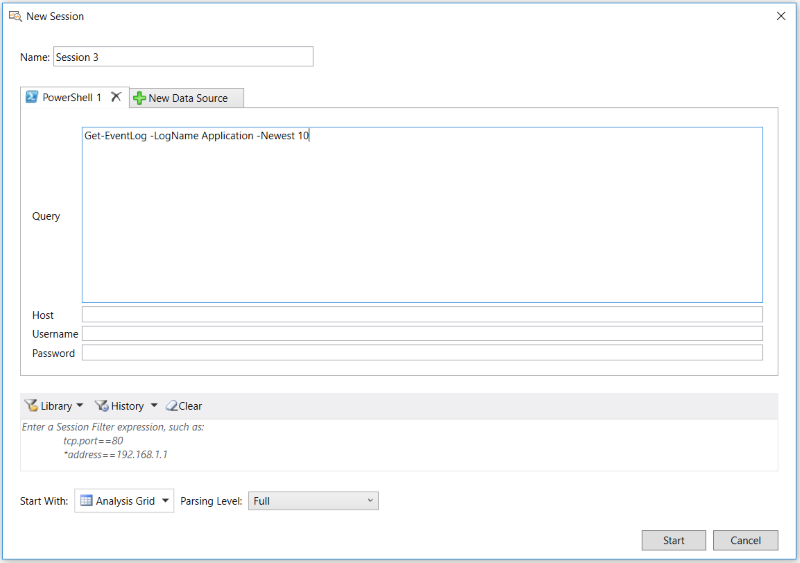 New Session
Name: Session 3
PowerShell 1 New Data Source
Get-EventLog -LogName Application -Newest 10
Query
Host
Username
Password
Library History Clear
Enter a Session Filter expression, such as:
tcp.port==80
*address==192.168.1.1
Start With: Analysis Grid Parsing Level: Full
Start Cancel